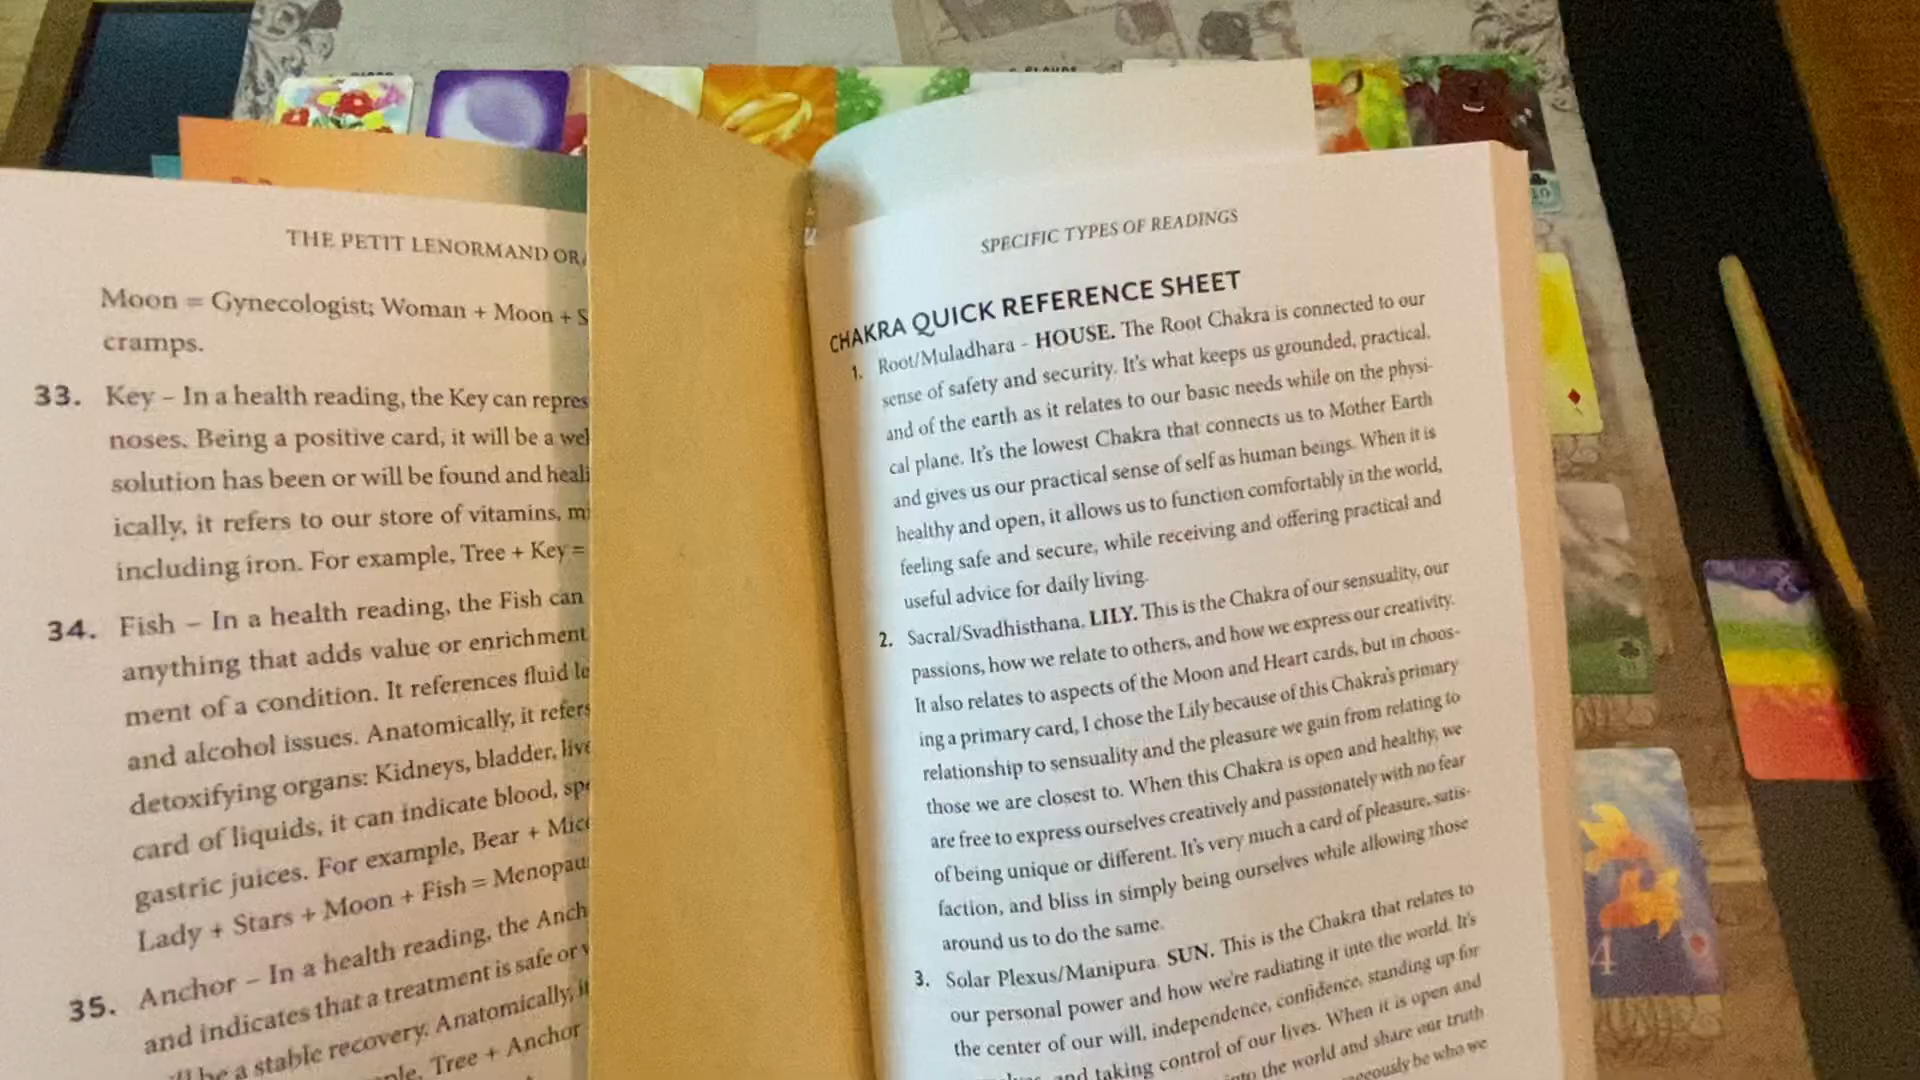 THE PETIT LENORMAND
Moon = Gynecologist; Woman + Moon +
cramps.
33. Key – In a health reading, the Key can
noses. Being a positive card, it will be a
solution has been or will be found and
ically, it refers to our store of vitamins,
including iron. For example, Tree + Key =
34. Fish – In a health reading, the Fish can
anything that adds value or enrichment
ment of a condition. It references fluid
and alcohol issues. Anatomically, it refers
detoxifying organs: Kidneys, bladder,
card of liquids, it can indicate blood,
gastric juices. For example, Bear +
Lady + Stars + Moon + Fish =
35. Anchor – In a health reading, the
and indicates that a treatment is safe or
be a stable recovery. Anatomically,
Tree + Anchor
SPECIFIC TYPES OF READINGS
CHAKRA QUICK REFERENCE SHEET
1. Root/Muladhara – HOUSE. The Root Chakra is connected to our
sense of safety and security. It's what keeps us grounded, practical,
and of the earth as it relates to our basic needs while on the physi-
cal plane. It's the lowest Chakra that connects us to Mother Earth
and gives us our practical sense of self as human beings. When it is
healthy and open, it allows us to function comfortably in the world,
feeling safe and secure, while receiving and offering practical and
useful advice for daily living.
2. Sacral/Svadhisthana. LILY. This is the Chakra of our sensuality, our
passions, how we relate to others, and how we express our creativity.
It also relates to aspects of the Moon and Heart cards, but in choos-
ing a primary card, I chose the Lily because of this Chakra's primary
relationship to sensuality and the pleasure we gain from relating to
those we are closest to. When this Chakra is open and healthy, we
are free to express ourselves creatively and passionately with no fear
of being unique or different. It's very much a card of pleasure, satis-
faction, and bliss in simply being ourselves while allowing those
around us to do the same.
3. Solar Plexus/Manipura. SUN. This is the Chakra that relates to
our personal power and how we're radiating it into the world. It's
the center of our will, independence, confidence, standing up for
and taking control of our lives. When it is open and
into the world and share our truth
be who we
4